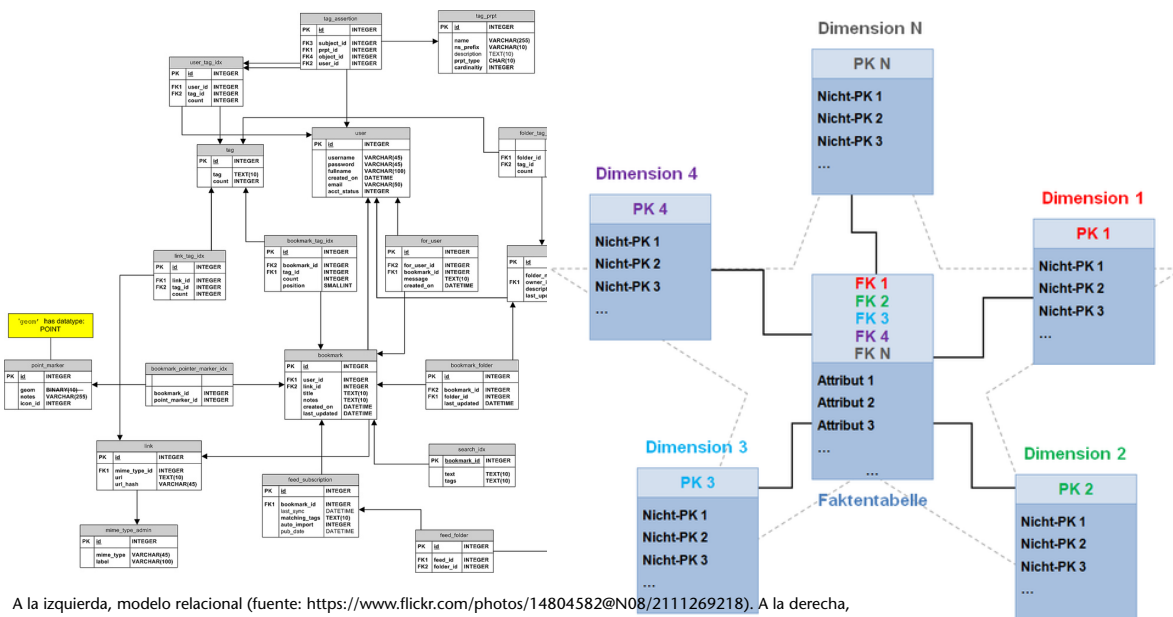 tag_assertion
PK id INTEGER
FK3 subject_id INTEGER
FK1 prpt_id INTEGER
FK4 object_id INTEGER
FK2 user_id INTEGER
tag_prpt
PK id INTEGER
name VARCHAR(255)
ns_prefix VARCHAR(10)
description TEXT(10)
prpt_type CHAR(10)
cardinaltiy INTEGER
user_tag_idx
PK id INTEGER
FK1 user_id INTEGER
FK2 tag_id INTEGER
count INTEGER
tag
PK id INTEGER
tag TEXT(10)
count INTEGER
user
PK id INTEGER
username VARCHAR(45)
password VARCHAR(45)
fullname VARCHAR(100)
created_on DATETIME
email VARCHAR(50)
acct_status INTEGER
folder_tag_
FK1 folder_id
FK2 tag_id
count
link_tag_idx
PK id INTEGER
FK1 link_id INTEGER
FK2 tag_id INTEGER
count INTEGER
bookmark_tag_idx
PK id INTEGER
FK2 bookmark_id INTEGER
FK1 tag_id INTEGER
count INTEGER
position SMALLINT
for_user
PK id INTEGER
FK2 for_user_id INTEGER
FK1 bookmark_id INTEGER
message TEXT(10)
created_on DATETIME
PK id
folder_
FK1 owner_
descript
last_up
'geom' has datatype:
POINT
point_marker
PK id INTEGER
geom BINARY(10)
notes VARCHAR(255)
icon_id INTEGER
bookmark_pointer_marker_idx
bookmark_id INTEGER
point_marker_id INTEGER
bookmark
PK id INTEGER
FK1 user_id INTEGER
FK2 link_id INTEGER
title TEXT(10)
notes TEXT(10)
created_on DATETIME
last_updated DATETIME
bookmark_folder
PK id INTEGER
FK2 bookmark_id INTEGER
FK1 folder_id INTEGER
last_updated DATETIME
link
PK id INTEGER
FK1 mime_type_id INTEGER
url TEXT(10)
url_hash VARCHAR(45)
search_idx
PK bookmark_id INTEGER
text TEXT(10)
tags TEXT(10)
feed_subscription
PK id INTEGER
FK1 bookmark_id INTEGER
last_sync DATETIME
matching_tags TEXT(10)
auto_import INTEGER
pub_date DATETIME
mime_type_admin
PK id INTEGER
mime_type VARCHAR(45)
label VARCHAR(100)
feed_folder
PK id INTEGER
FK1 feed_id INTEGER
FK2 folder_id INTEGER
Dimension N
PK N
Nicht-PK 1
Nicht-PK 2
Nicht-PK 3
...
Dimension 4
PK 4
Nicht-PK 1
Nicht-PK 2
Nicht-PK 3
...
Dimension 1
PK 1
Nicht-PK 1
Nicht-PK 2
Nicht-PK 3
...
FK 1
FK 2
FK 3
FK 4
FK N
Attribut 1
Attribut 2
Attribut 3
...
...
Faktentabelle
Dimension 3
PK 3
Nicht-PK 1
Nicht-PK 2
Nicht-PK 3
...
Dimension 2
PK 2
Nicht-PK 1
Nicht-PK 2
Nicht-PK 3
...
A la izquierda, modelo relacional (fuente: https://www.flickr.com/photos/14804582@N08/2111269218). A la derecha,